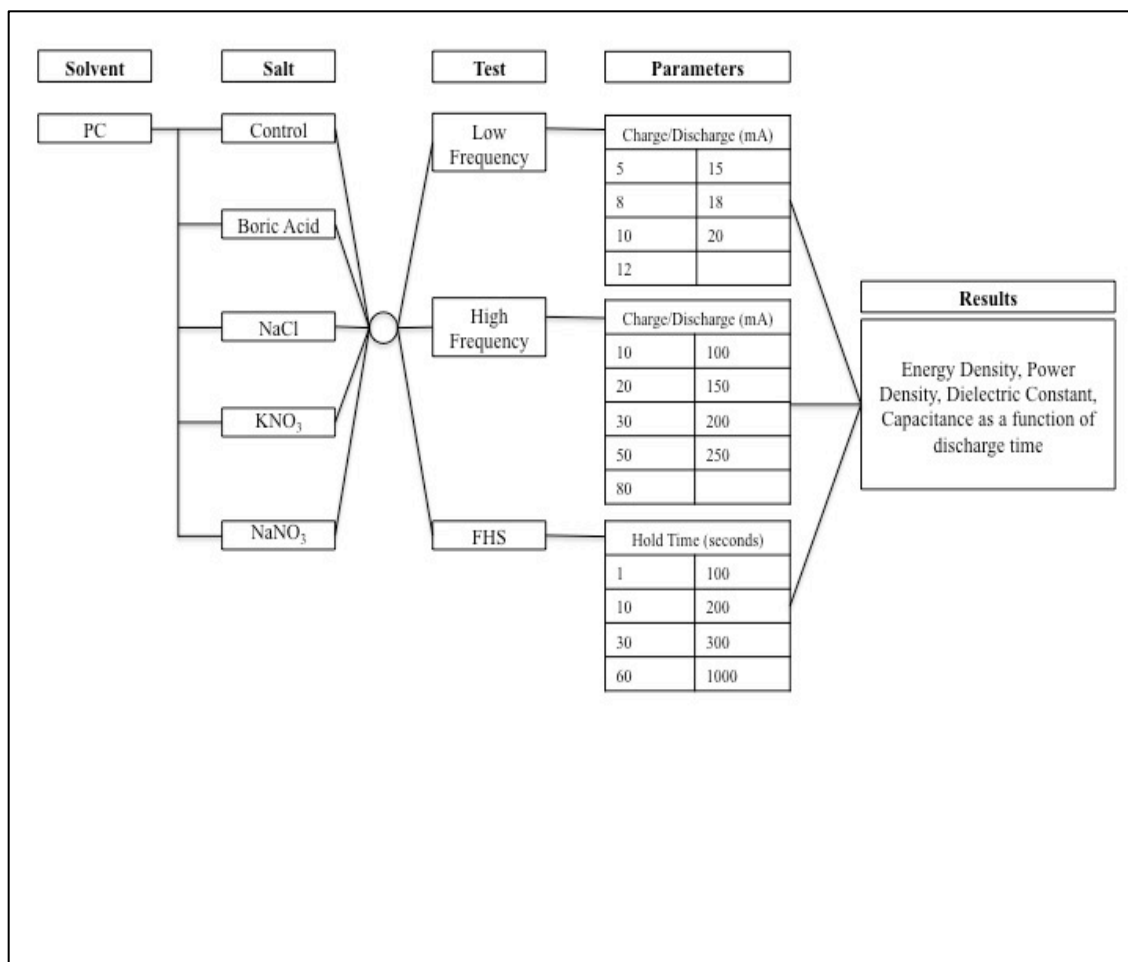 Solvent
Salt
Test
Parameters
PC
Control
Boric Acid
NaCl
KNO₃
NaNO₃
Low
Frequency
High
Frequency
FHS
Charge/Discharge (mA)
5 15
8 18
10 20
12
Charge/Discharge (mA)
10 100
20 150
30 200
50 250
80
Hold Time (seconds)
1 100
10 200
30 300
60 1000
Results
Energy Density, Power
Density, Dielectric Constant,
Capacitance as a function of
discharge time